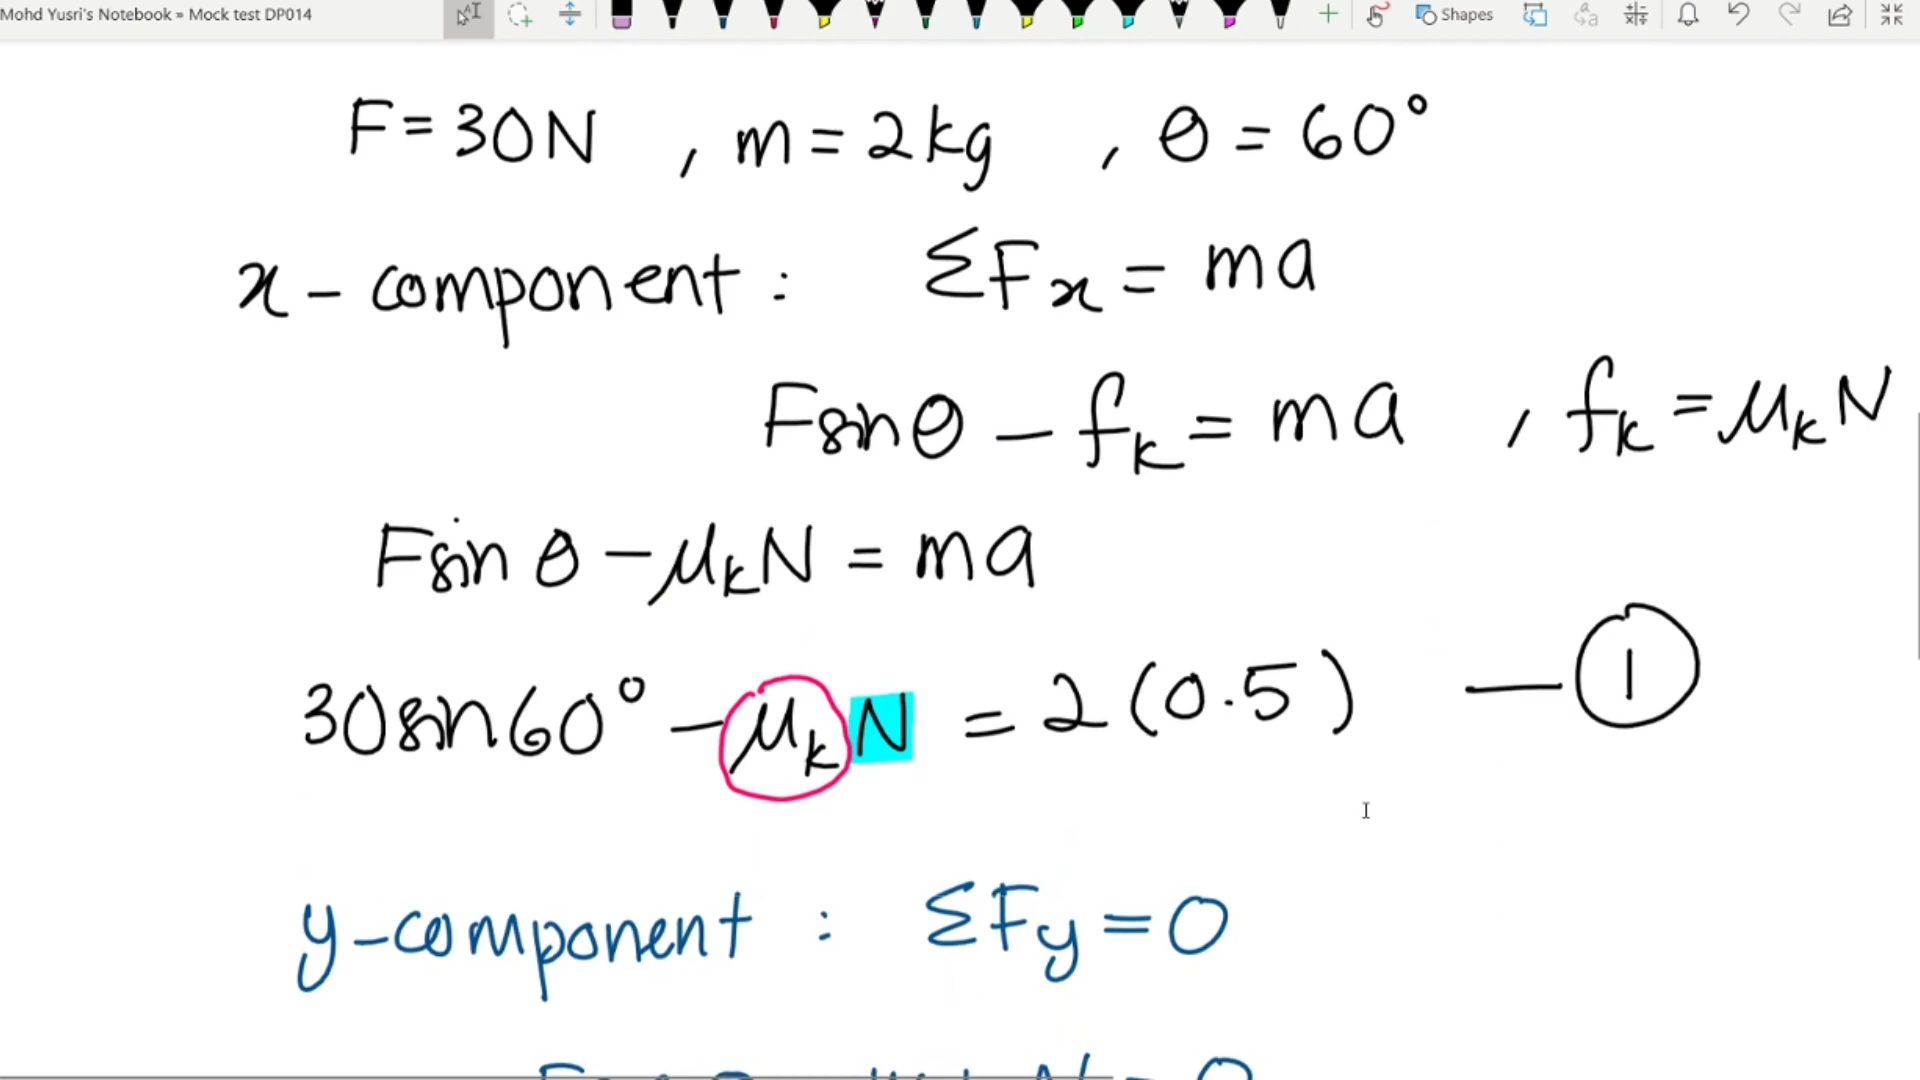 Mohd Yusri's Notebook » Mock test DP014
Shapes
F = 30N , m = 2kg , θ = 60°
x - component : ΣFx = ma
Fsinθ - fk = ma , fk = μkN
Fsin θ - μkN = ma
30sin60° - μkN = 2(0.5) — ①
y-component : ΣFy = 0